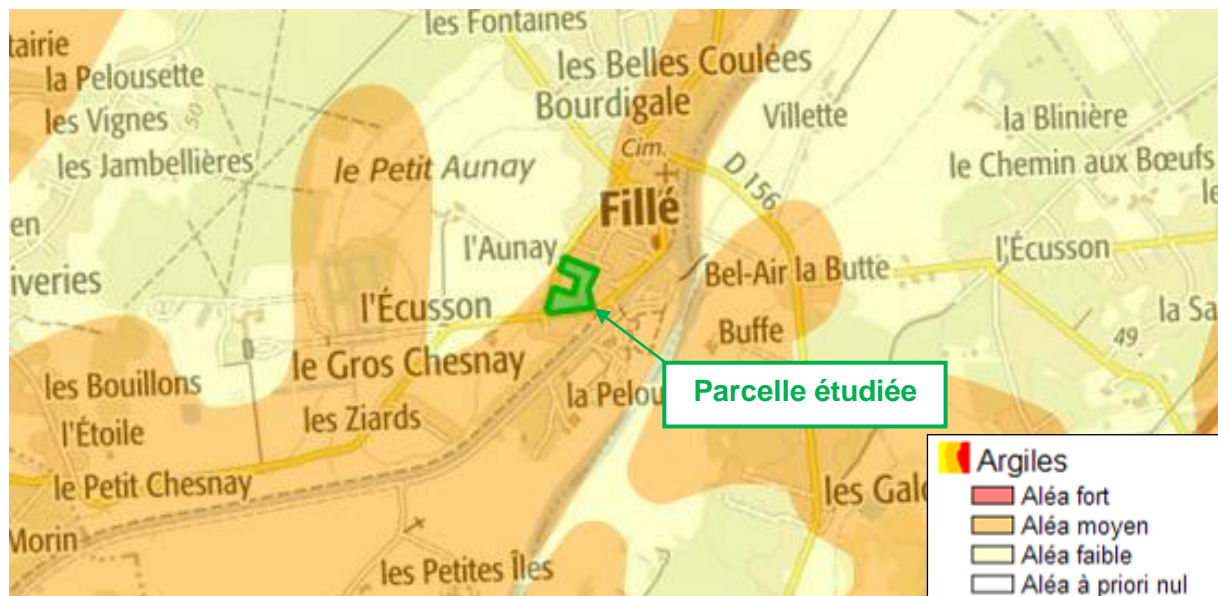 les Fontaines
tairie
la Pelousette
les Belles Coulées
Bourdigale
Villette
la Blinière
les Vignes
50
les Jambellières
le Petit Aunay
Cim.
D 156
le Chemin aux Bœufs
le
Fillé
en
l'Aunay
l'Écusson
iveries
Bel-Air
la Butte
l'Écusson
la Sa
Buffe
49
le Gros Chesnay
les Bouillons
la Pelou
Parcelle étudiée
les Ziards
l'Étoile
le Petit Chesnay
les Gal
Morin
les Petites Îles
Argiles
Aléa fort
Aléa moyen
Aléa faible
Aléa à priori nul